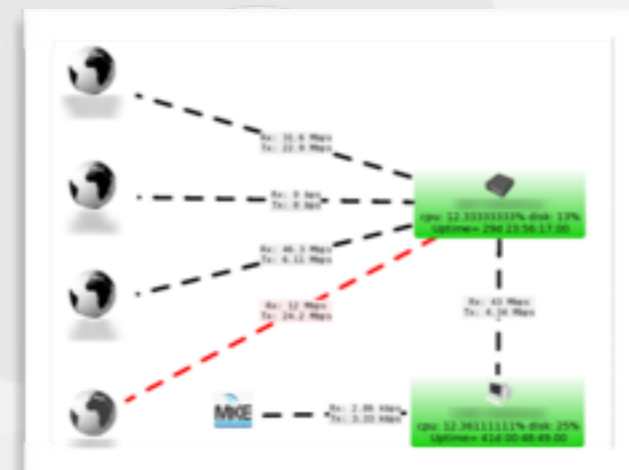 Rx: 31.6 Mbps
Tx: 22.9 Mbps
Rx: 0 bps
Tx: 0 bps
cpu: 12.33333333% disk: 13%
Uptime= 29d 23:56:17.00
Rx: 46.3 Mbps
Tx: 6.11 Mbps
Rx: 12 Mbps
Tx: 24.2 Mbps
Rx: 43 Mbps
Tx: 4.34 Mbps
MKE
Rx: 2.86 kbps
Tx: 3.33 kbps
cpu: 12.36111111% disk: 25%
Uptime= 41d 00:48:49.00